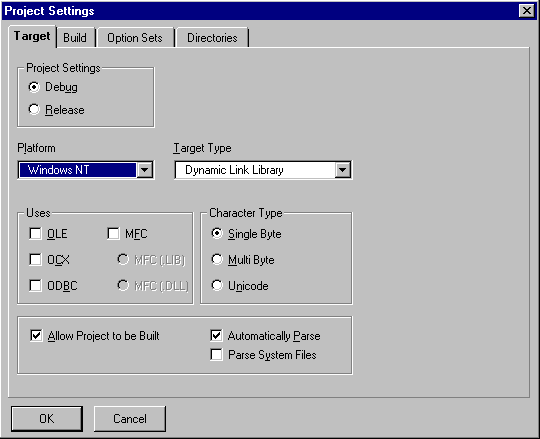 Project Settings
Target Build Option Sets Directories
Project Settings
Debug
Release
Platform
Target Type
Windows NT
Dynamic Link Library
Uses
OLE
MFC
OCX
MFC (.LIB)
ODBC
MFC (.DLL)
Character Type
Single Byte
Multi Byte
Unicode
Allow Project to be Built
Automatically Parse
Parse System Files
OK
Cancel